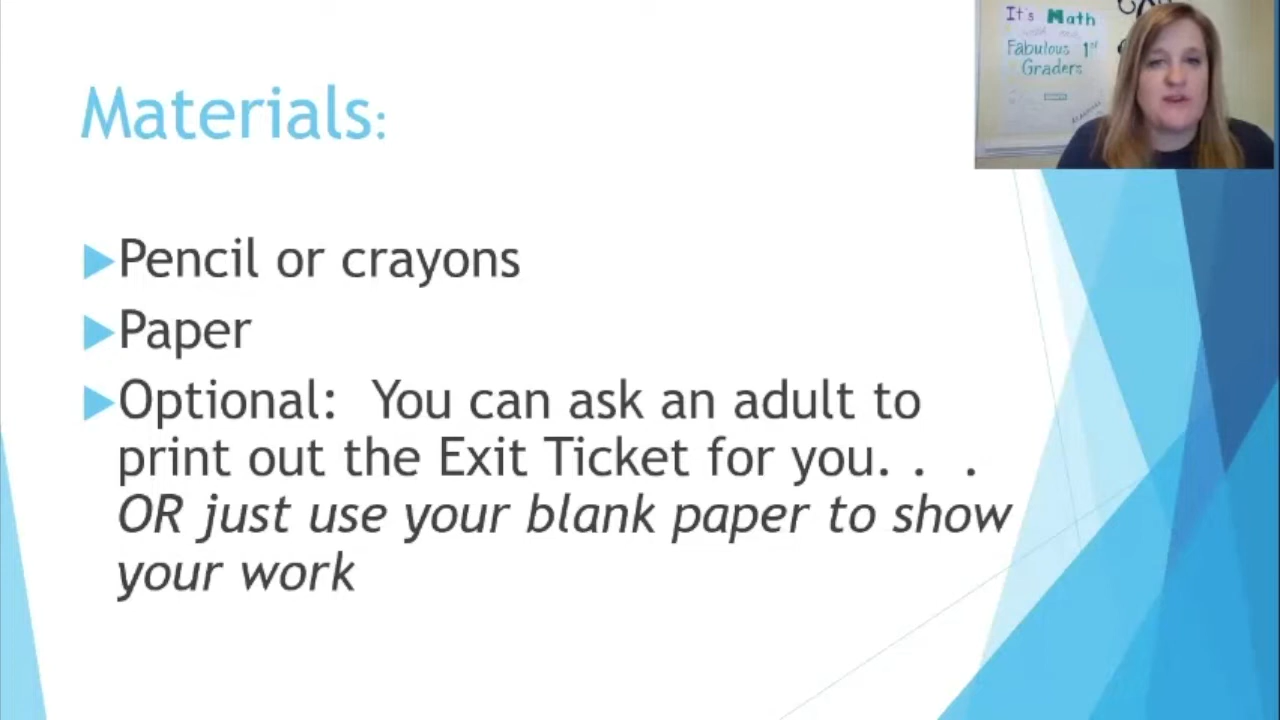 It's Math
Fabulous 1st
Graders
Materials:
Pencil or crayons
Paper
Optional: You can ask an adult to
print out the Exit Ticket for you. . .
OR just use your blank paper to show
your work